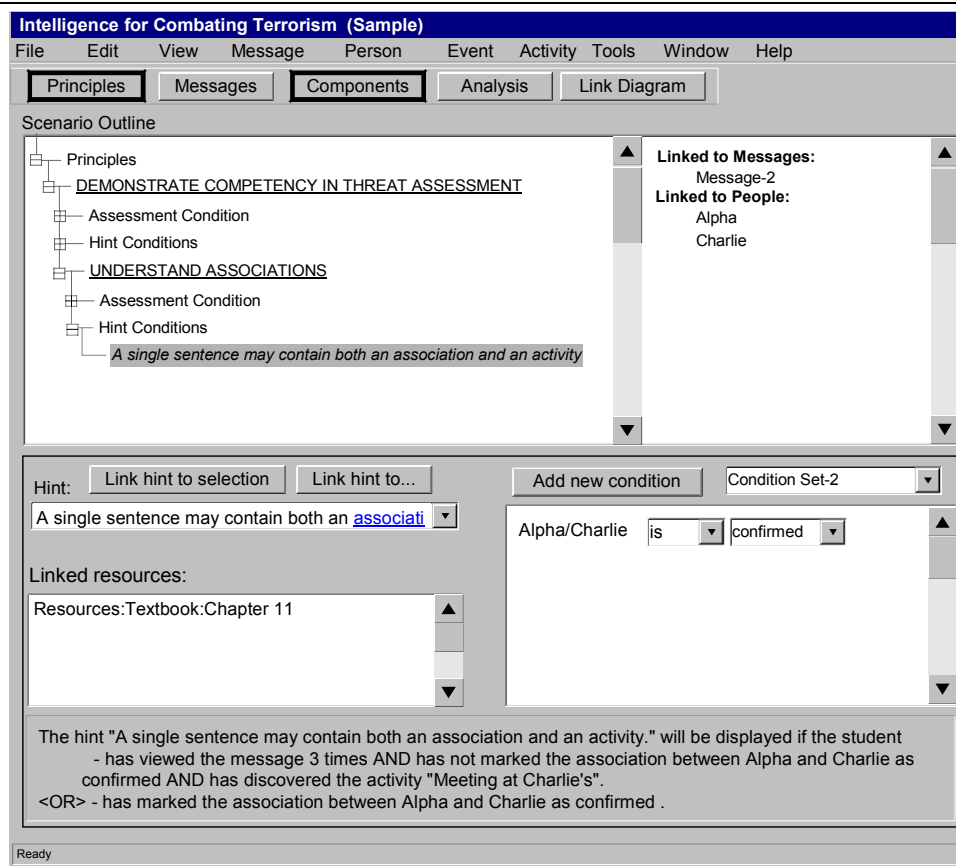 Intelligence for Combating Terrorism  (Sample)
File Edit View Message Person Event Activity Tools Window Help
Principles Messages Components Analysis Link Diagram
Scenario Outline
Principles
DEMONSTRATE COMPETENCY IN THREAT ASSESSMENT
Assessment Condition
Hint Conditions
UNDERSTAND ASSOCIATIONS
Assessment Condition
Hint Conditions
A single sentence may contain both an association and an activity
Linked to Messages:
Message-2
Linked to People:
Alpha
Charlie
Hint: Link hint to selection Link hint to...
A single sentence may contain both an associati
Linked resources:
Resources:Textbook:Chapter 11
Add new condition Condition Set-2
Alpha/Charlie is confirmed
The hint "A single sentence may contain both an association and an activity." will be displayed if the student
- has viewed the message 3 times AND has not marked the association between Alpha and Charlie as
confirmed AND has discovered the activity "Meeting at Charlie's".
<OR> - has marked the association between Alpha and Charlie as confirmed .
Ready